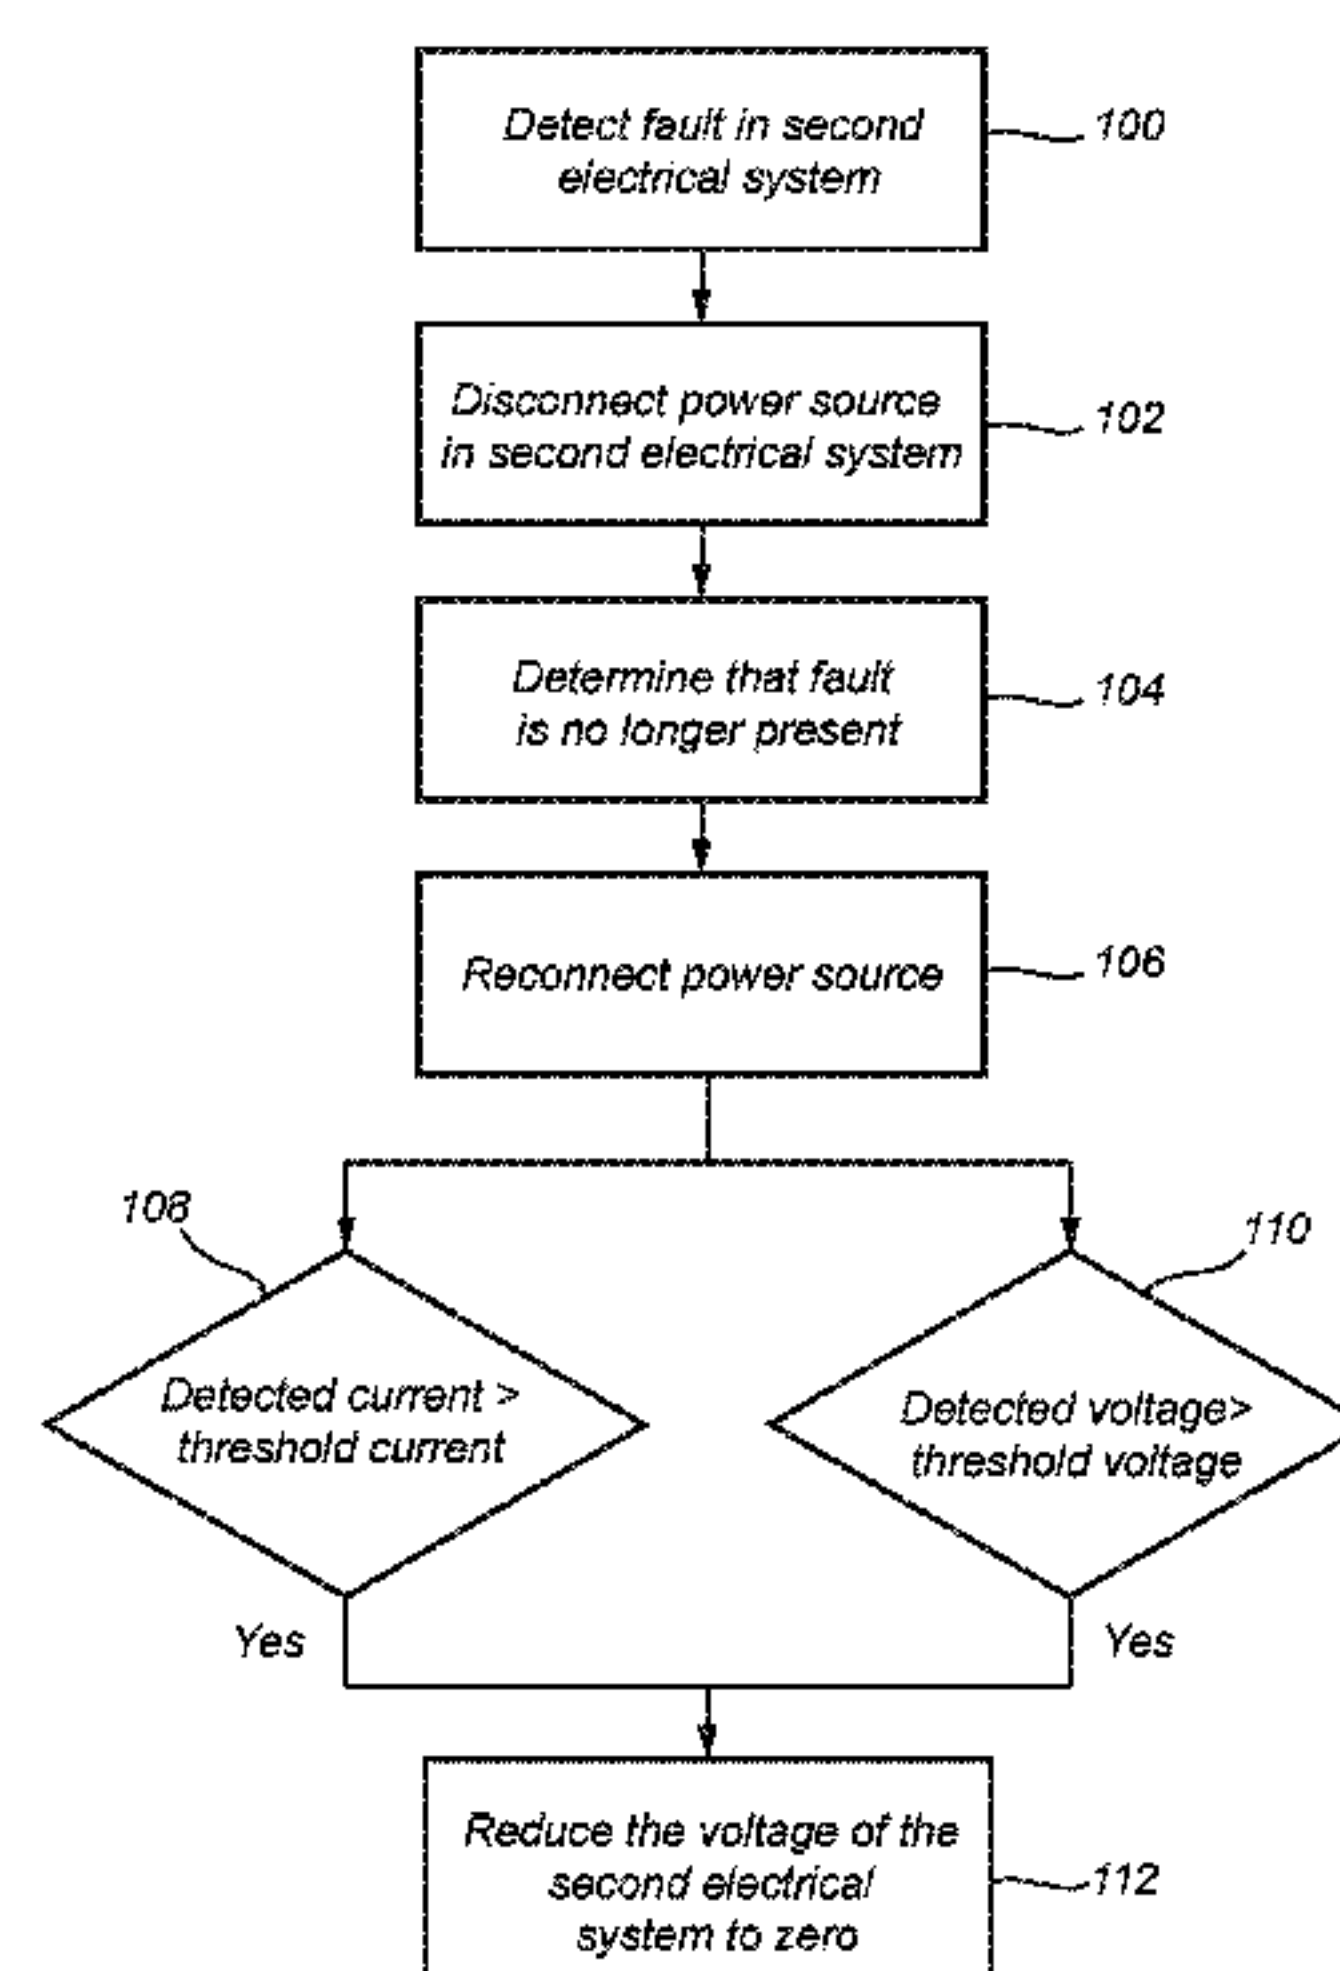 Detect fault in second
electrical system
100
Disconnect power source
in second electrical system
102
Determine that fault
is no longer present
104
Reconnect power source
106
108
110
Detected current >
threshold current
Detected voltage>
threshold voltage
Yes
Yes
Reduce the voltage of the
second electrical
system to zero
112